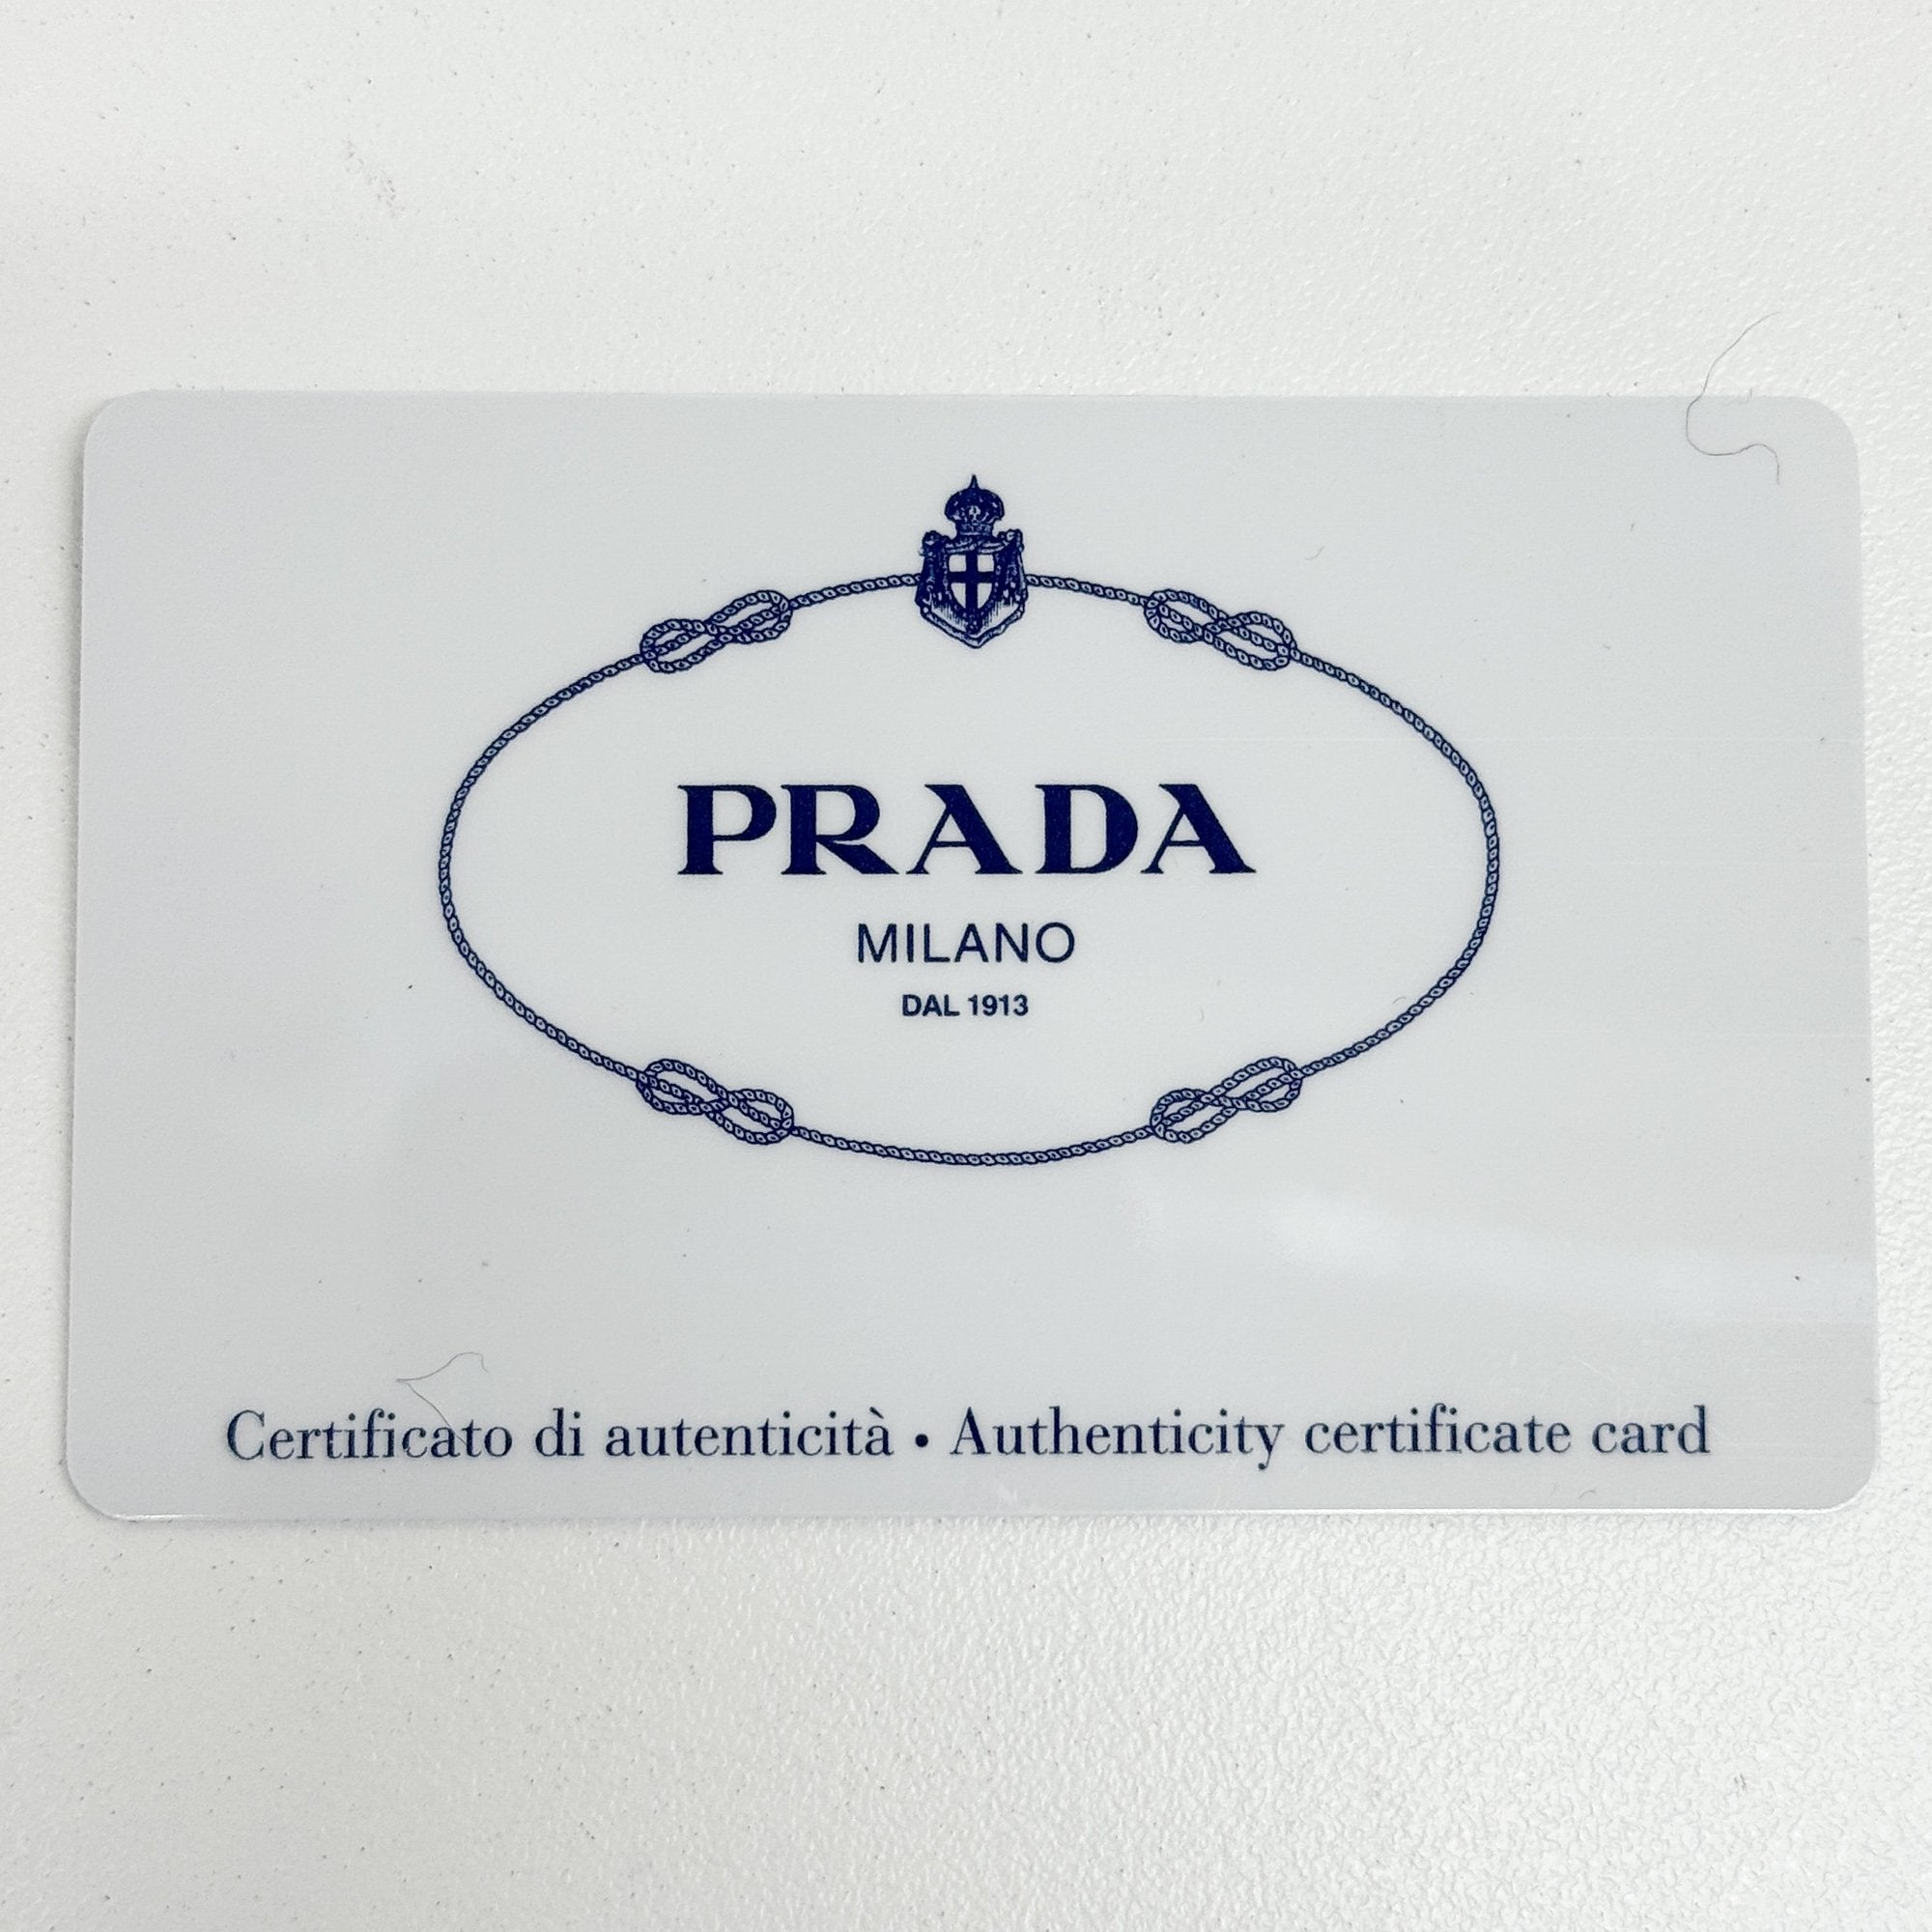 PRADA
MILANO
DAL 1913
Certificato di autenticità • Authenticity certificate card